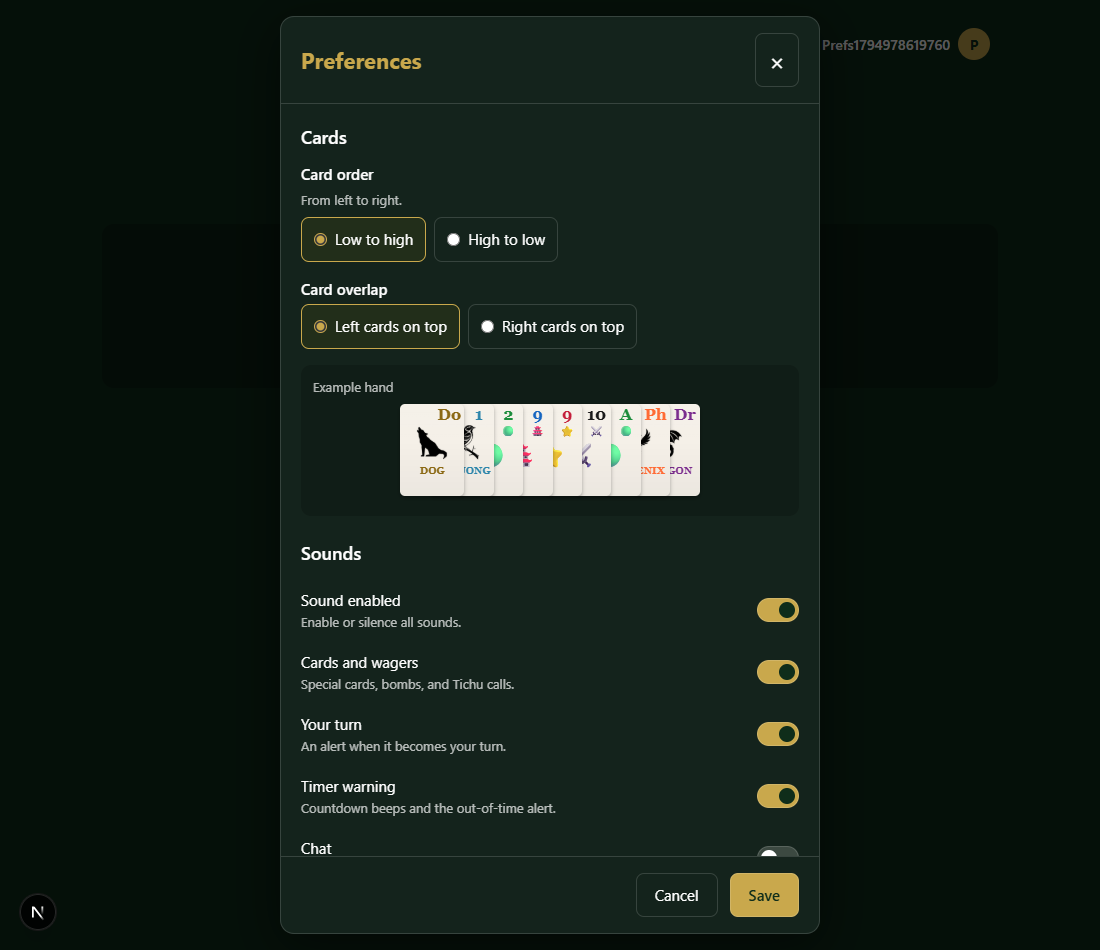 Preferences
×
Prefs1794978619760
P
Cards
Card order
From left to right.
Low to high
High to low
Card overlap
Left cards on top
Right cards on top
Example hand
Do 1 2 9 9 10 A Ph Dr
DOG JONG ENIX GON
Sounds
Sound enabled
Enable or silence all sounds.
Cards and wagers
Special cards, bombs, and Tichu calls.
Your turn
An alert when it becomes your turn.
Timer warning
Countdown beeps and the out-of-time alert.
Chat
Cancel
Save
N